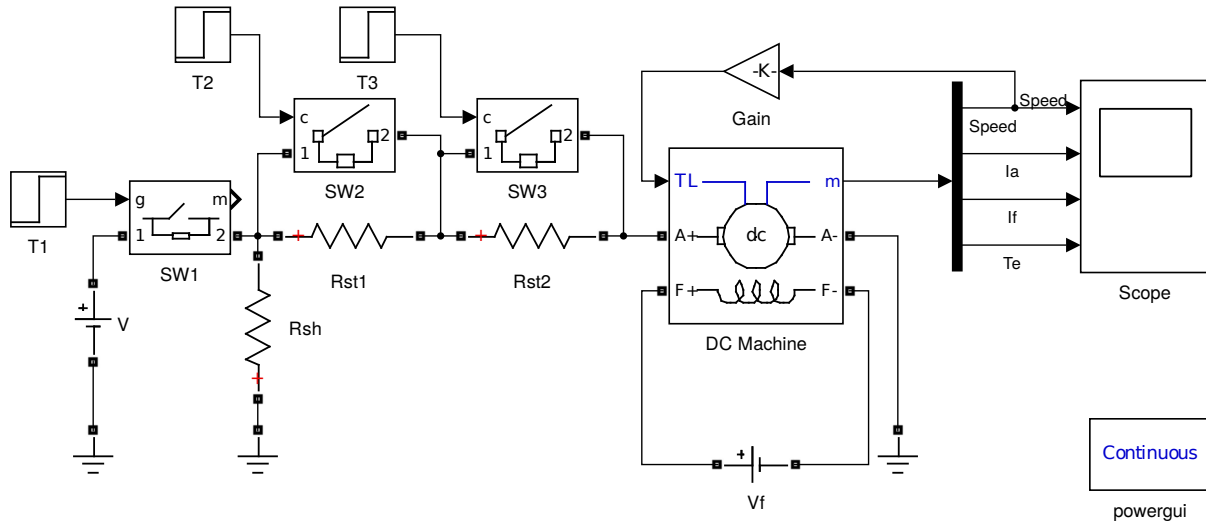 T2
T3
-K-
Gain
Speed
Speed
c
1
2
SW2
c
1
2
SW3
Ia
If
Te
Scope
T1
g
m
1
2
SW1
TL
m
A+
dc
A-
F+
F-
DC Machine
Rst1
Rst2
+
V
Rsh
+
Vf
Continuous
powergui